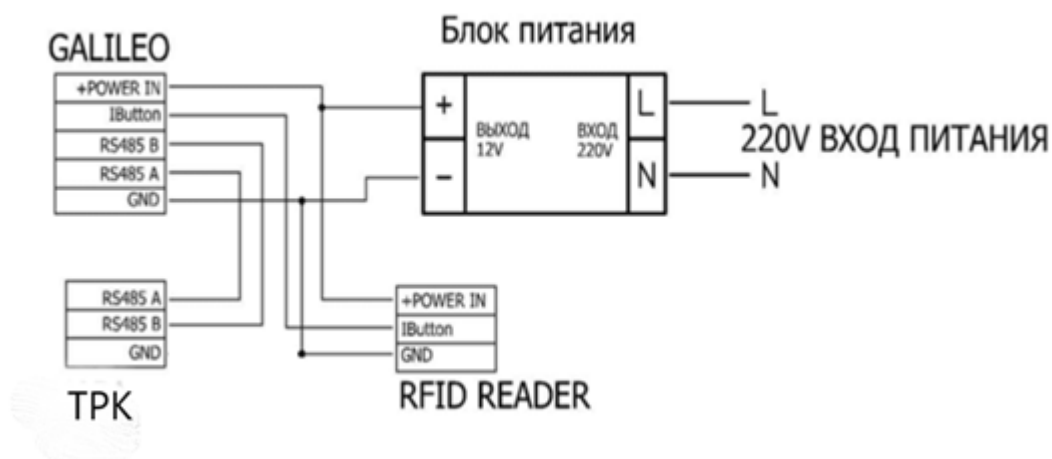 Блок питания
GALILEO
+POWER IN
IButton
RS485 B
RS485 A
GND
+
-
ВЫХОД
12V
ВХОД
220V
L
N
L
220V ВХОД ПИТАНИЯ
N
RS485 A
RS485 B
GND
ТРК
+POWER IN
IButton
GND
RFID READER